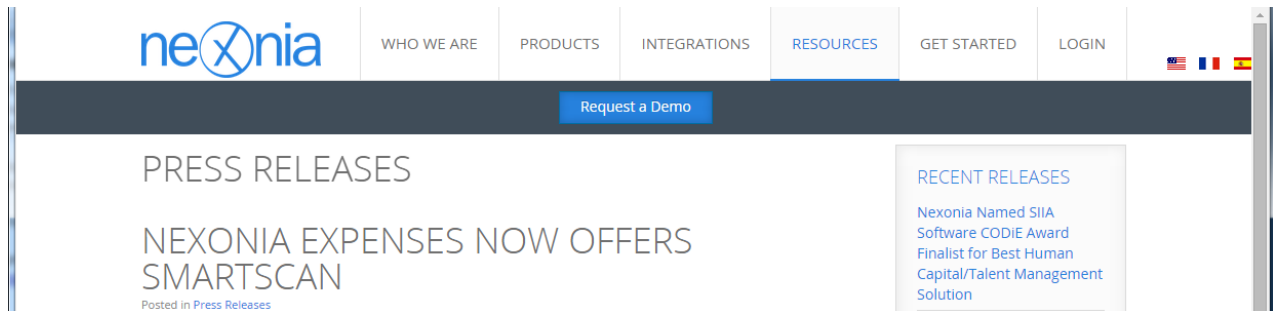 nexonia
WHO WE ARE
PRODUCTS
INTEGRATIONS
RESOURCES
GET STARTED
LOGIN
Request a Demo
PRESS RELEASES
NEXONIA EXPENSES NOW OFFERS
SMARTSCAN
Posted in Press Releases
RECENT RELEASES
Nexonia Named SIIA
Software CODiE Award
Finalist for Best Human
Capital/Talent Management
Solution